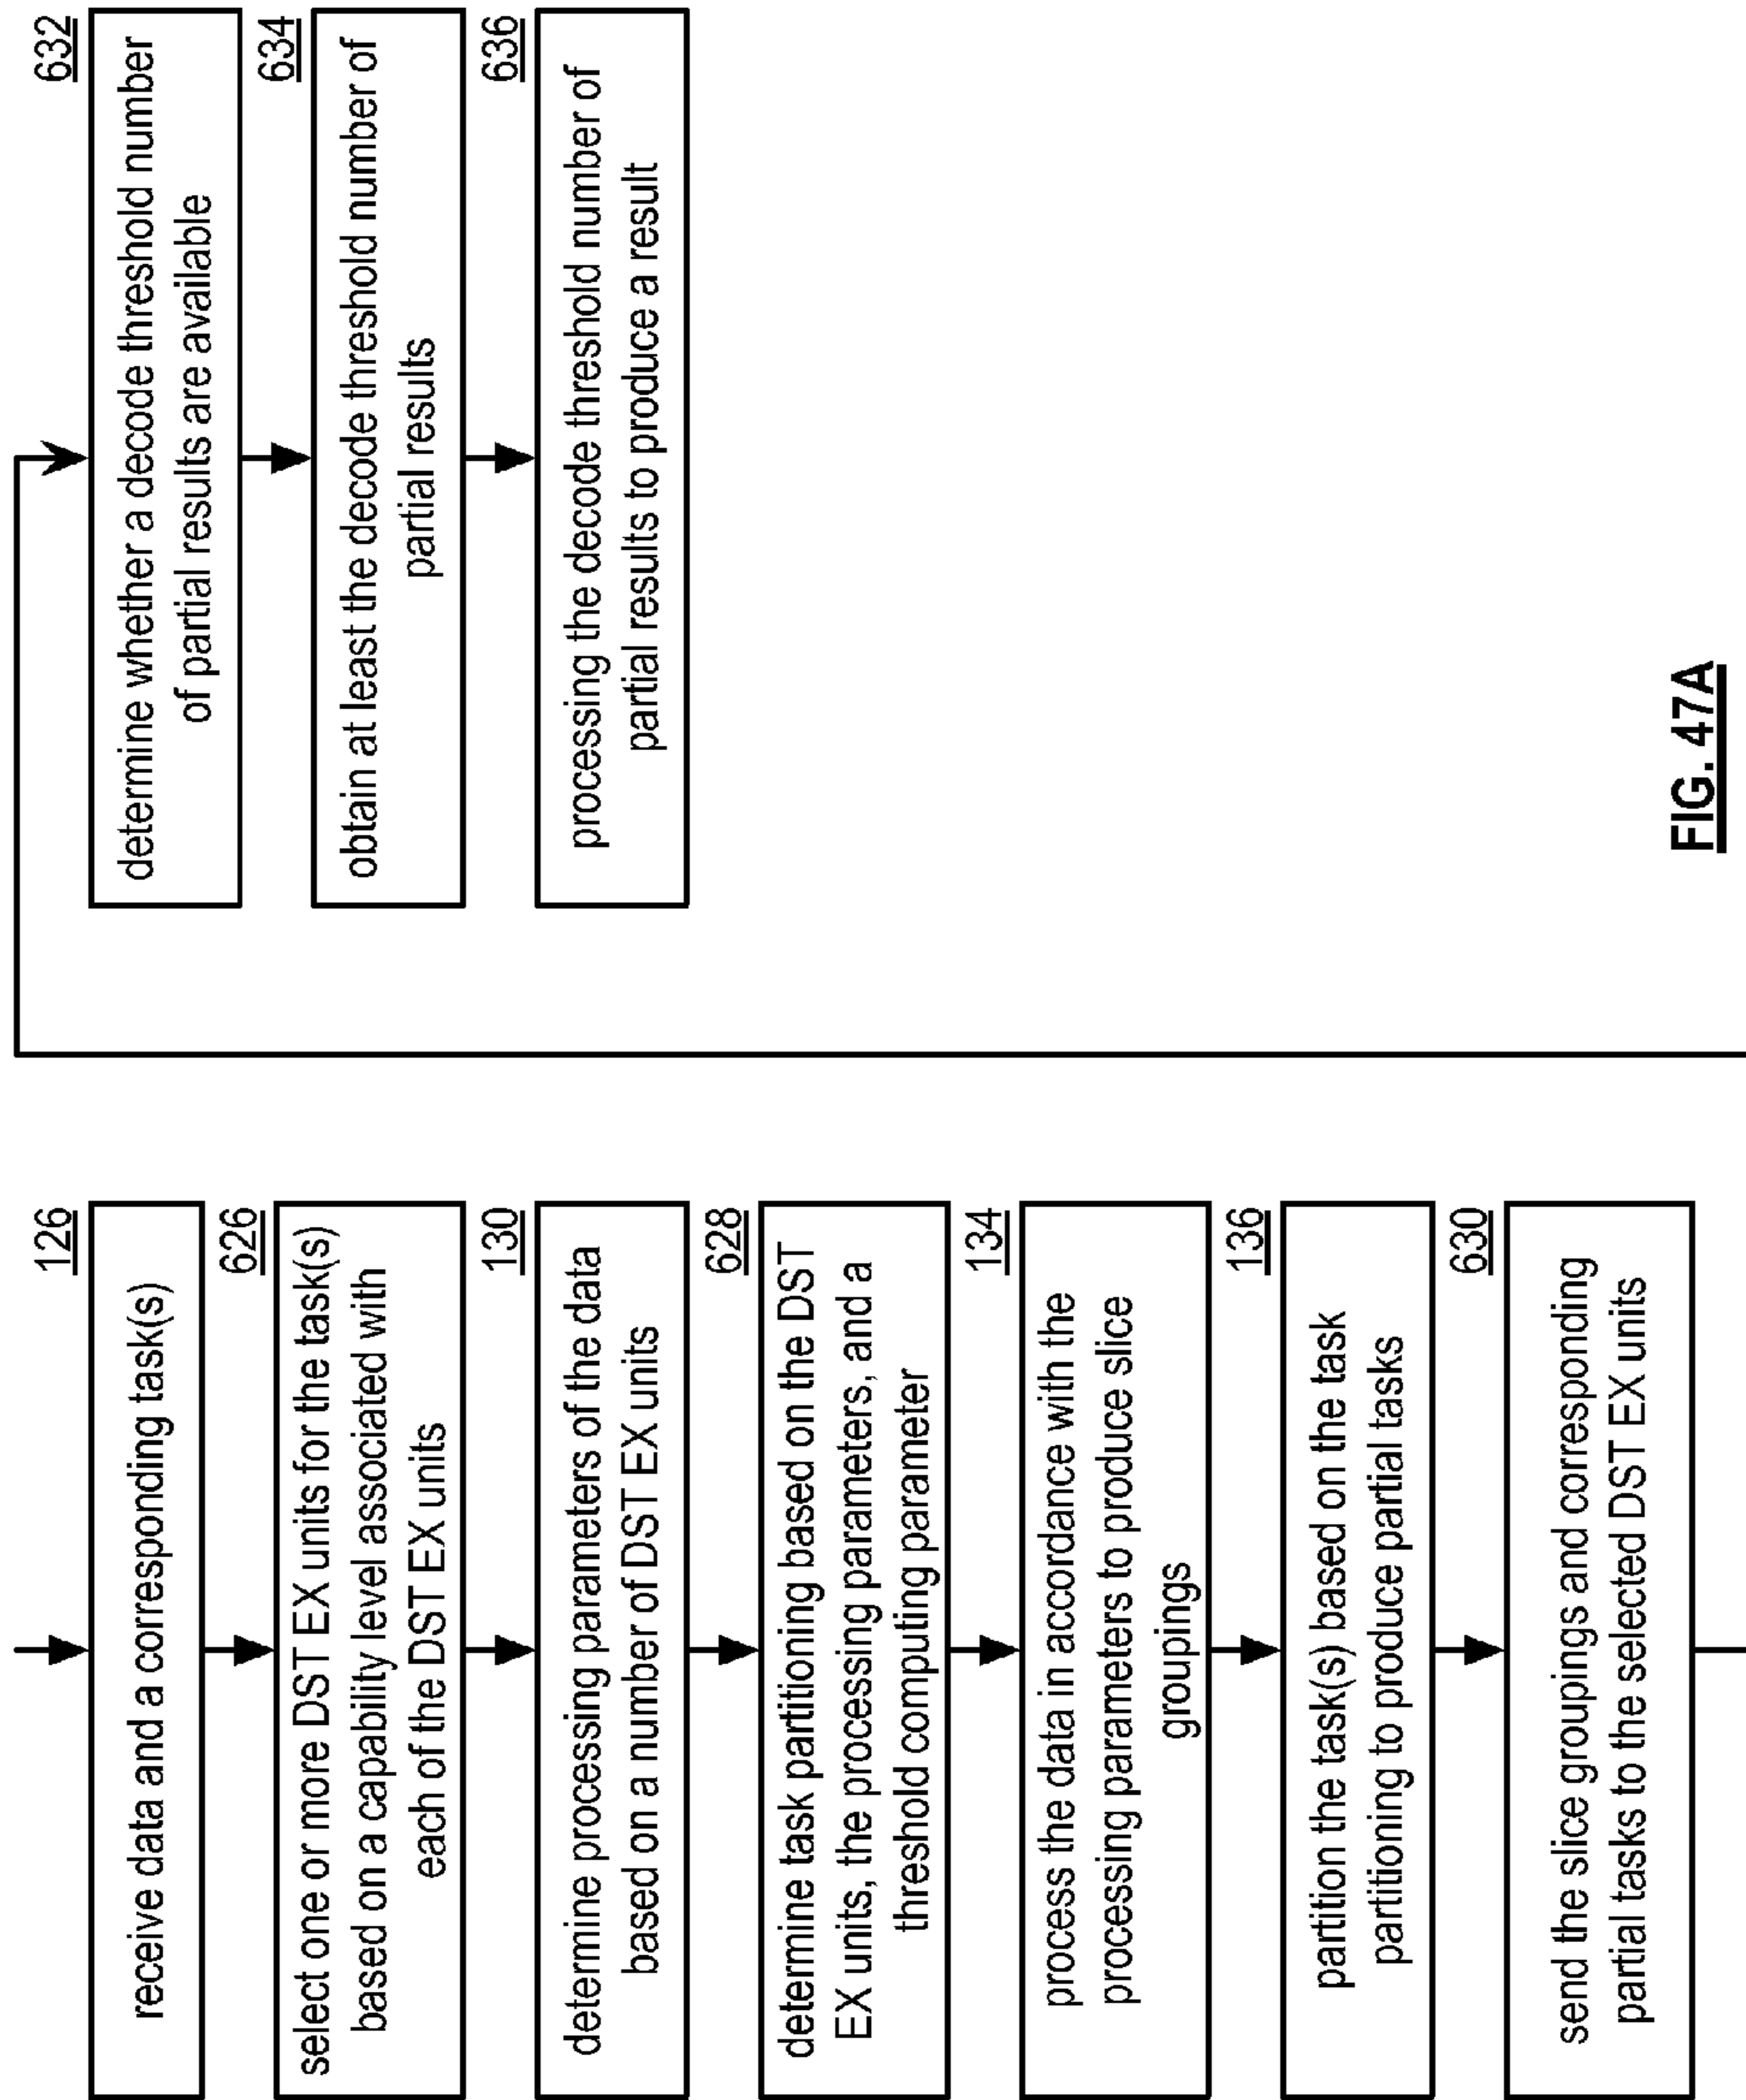 126
receive data and a corresponding task(s)
626
select one or more DST EX units for the task(s)
based on a capability level associated with
each of the DST EX units
130
determine processing parameters of the data
based on a number of DST EX units
628
determine task partitioning based on the DST
EX units, the processing parameters, and a
threshold computing parameter
134
process the data in accordance with the
processing parameters to produce slice
groupings
136
partition the task(s) based on the task
partitioning to produce partial tasks
630
send the slice groupings and corresponding
partial tasks to the selected DST EX units
632
determine whether a decode threshold number
of partial results are available
634
obtain at least the decode threshold number of
partial results
636
processing the decode threshold number of
partial results to produce a result
FIG. 47A